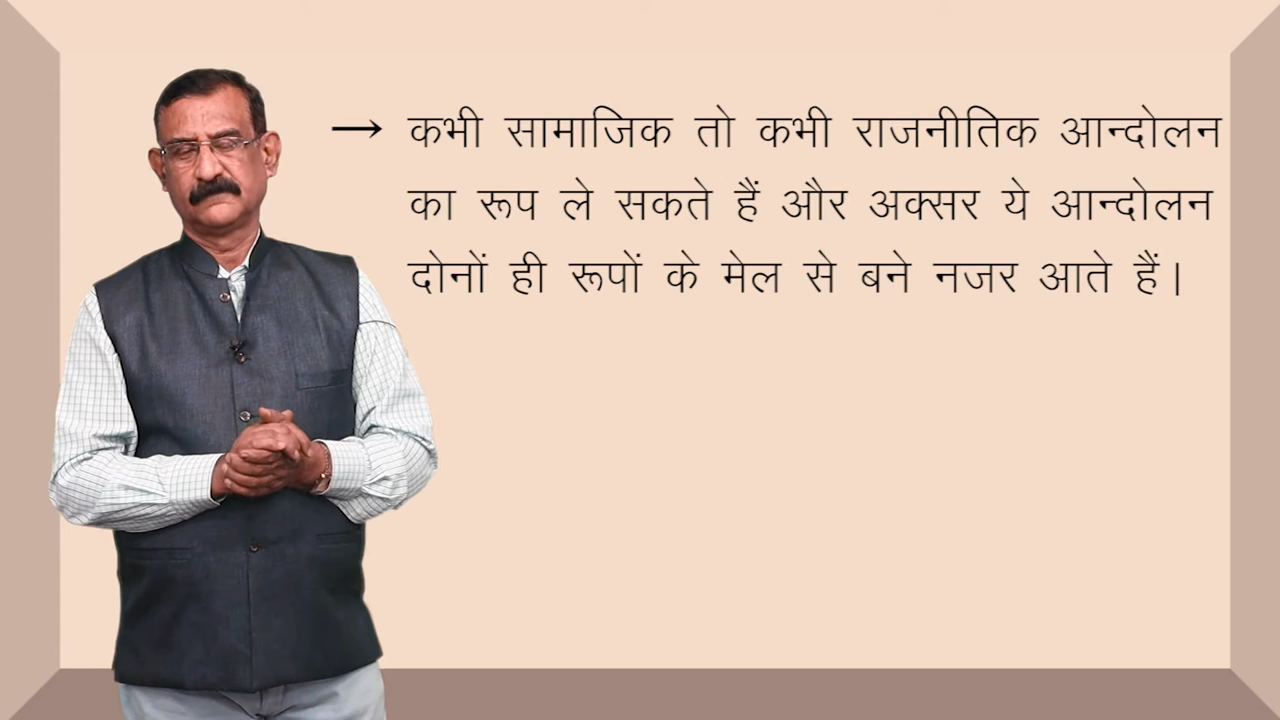 → कभी सामाजिक तो कभी राजनीतिक आन्दोलन
का रूप ले सकते हैं और अक्सर ये आन्दोलन
दोनों ही रूपों के मेल से बने नजर आते हैं।